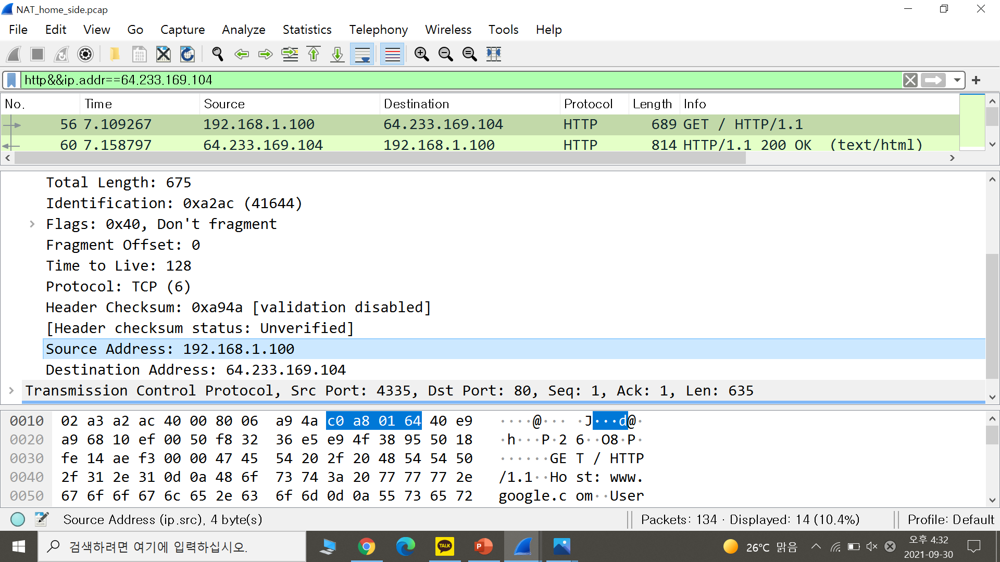 NAT_home_side.pcap
File Edit View Go Capture Analyze Statistics Telephony Wireless Tools Help
http&&ip.addr==64.233.169.104
No. Time Source Destination Protocol Length Info
56 7.109267 192.168.1.100 64.233.169.104 HTTP 689 GET / HTTP/1.1
60 7.158797 64.233.169.104 192.168.1.100 HTTP 814 HTTP/1.1 200 OK (text/html)
Total Length: 675
Identification: 0xa2ac (41644)
Flags: 0x40, Don't fragment
Fragment Offset: 0
Time to Live: 128
Protocol: TCP (6)
Header Checksum: 0xa94a [validation disabled]
[Header checksum status: Unverified]
Source Address: 192.168.1.100
Destination Address: 64.233.169.104
Transmission Control Protocol, Src Port: 4335, Dst Port: 80, Seq: 1, Ack: 1, Len: 635
0010 02 a3 a2 ac 40 00 80 06 a9 4a c0 a8 01 64 40 e9 ····@··· ·J···d@·
0020 a9 68 10 ef 00 50 f8 32 36 e5 e9 4f 38 95 50 18 ·h···P·2 6··O8·P·
0030 fe 14 ae f3 00 00 47 45 54 20 2f 20 48 54 54 50 ······GE T / HTTP
0040 2f 31 2e 31 0d 0a 48 6f 73 74 3a 20 77 77 77 2e /1.1··Ho st: www.
0050 67 6f 6f 67 6c 65 2e 63 6f 6d 0d 0a 55 73 65 72 google.c om··User
Source Address (ip.src), 4 byte(s) Packets: 134 · Displayed: 14 (10.4%) Profile: Default
검색하려면 여기에 입력하십시오.
TALK
P
26°C 맑음
오후 4:32
2021-09-30